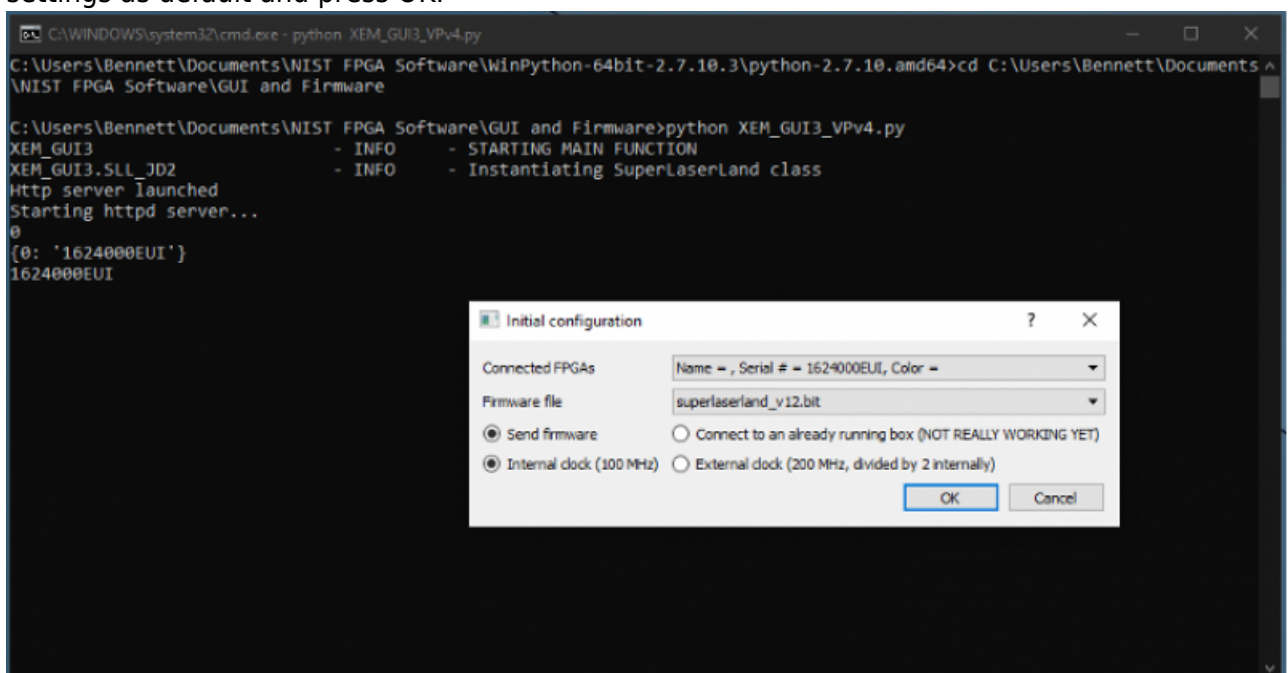 settings as default and press OK.
C:\WINDOWS\system32\cmd.exe - python XEM_GUI3_VPv4.py
C:\Users\Bennett\Documents\NIST FPGA Software\WinPython-64bit-2.7.10.3\python-2.7.10.amd64>cd C:\Users\Bennett\Documents
\NIST FPGA Software\GUI and Firmware
C:\Users\Bennett\Documents\NIST FPGA Software\GUI and Firmware>python XEM_GUI3_VPv4.py
XEM_GUI3 - INFO - STARTING MAIN FUNCTION
XEM_GUI3.SLL_JD2 - INFO - Instantiating SuperLaserLand class
Http server launched
Starting httpd server...
0
{0: '1624000EUI'}
1624000EUI
Initial configuration ?
Connected FPGAs Name = , Serial # = 1624000EUI, Color =
Firmware file superlaserland_v12.bit
Send firmware Connect to an already running box (NOT REALLY WORKING YET)
Internal clock (100 MHz) External clock (200 MHz, divided by 2 internally)
OK Cancel